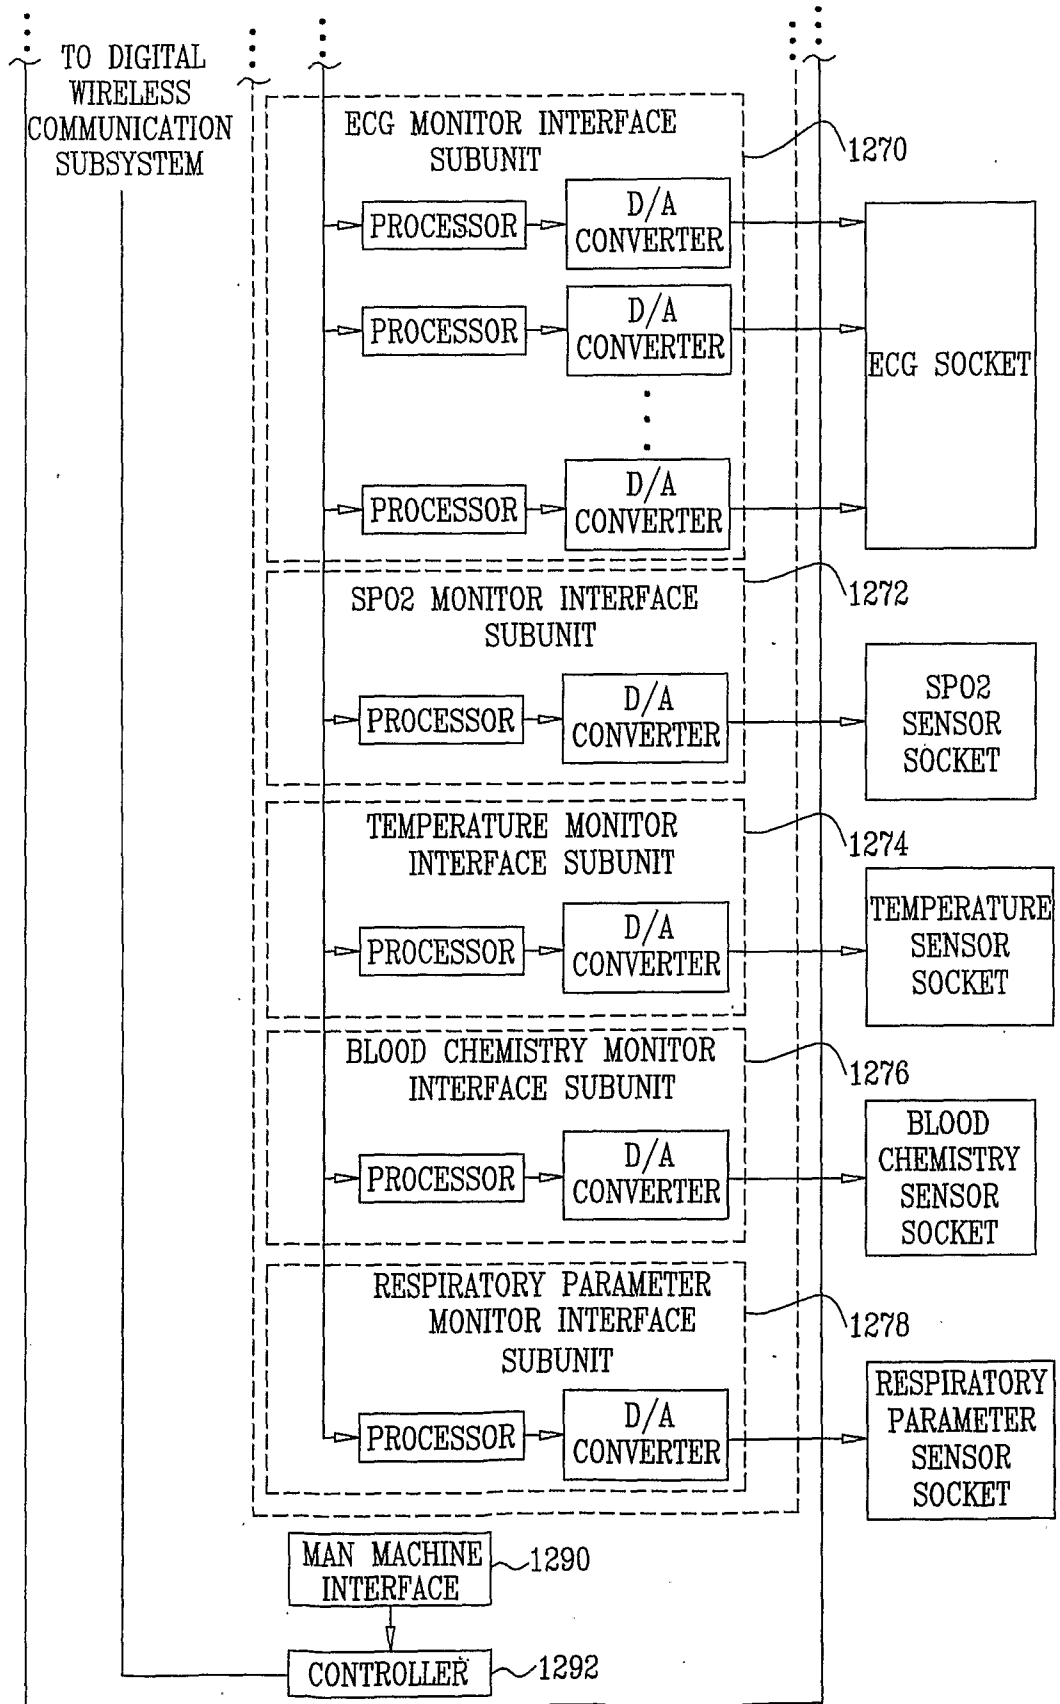 TO DIGITAL
WIRELESS
COMMUNICATION
SUBSYSTEM
ECG MONITOR INTERFACE
SUBUNIT
1270
PROCESSOR
D/A
CONVERTER
PROCESSOR
D/A
CONVERTER
PROCESSOR
D/A
CONVERTER
ECG SOCKET
SPO2 MONITOR INTERFACE
SUBUNIT
1272
PROCESSOR
D/A
CONVERTER
SPO2
SENSOR
SOCKET
TEMPERATURE MONITOR
INTERFACE SUBUNIT
1274
PROCESSOR
D/A
CONVERTER
TEMPERATURE
SENSOR
SOCKET
BLOOD CHEMISTRY MONITOR
INTERFACE SUBUNIT
1276
PROCESSOR
D/A
CONVERTER
BLOOD
CHEMISTRY
SENSOR
SOCKET
RESPIRATORY PARAMETER
MONITOR INTERFACE
SUBUNIT
1278
PROCESSOR
D/A
CONVERTER
RESPIRATORY
PARAMETER
SENSOR
SOCKET
MAN MACHINE
INTERFACE
1290
CONTROLLER
1292